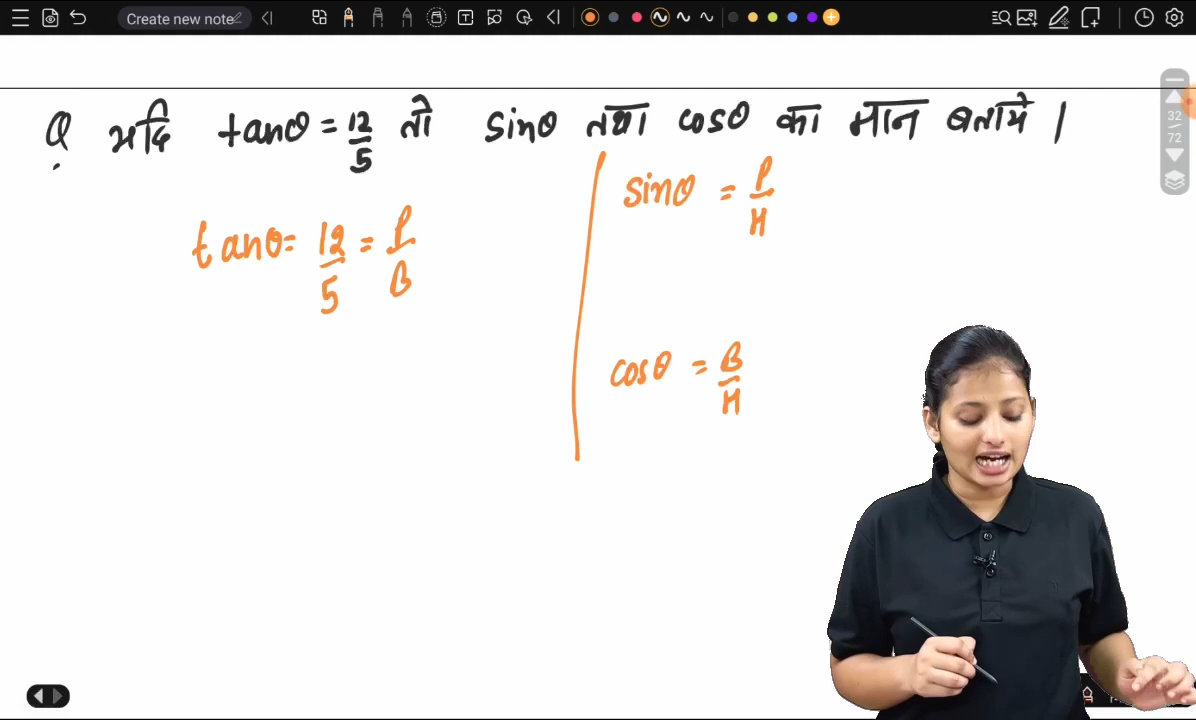 Create new note
Q. यदि tanθ = 12/5 तो sinθ तथा cosθ का मान बतायें |
tanθ = 12/5 = P/B
sinθ = P/H
cosθ = B/H
32
72